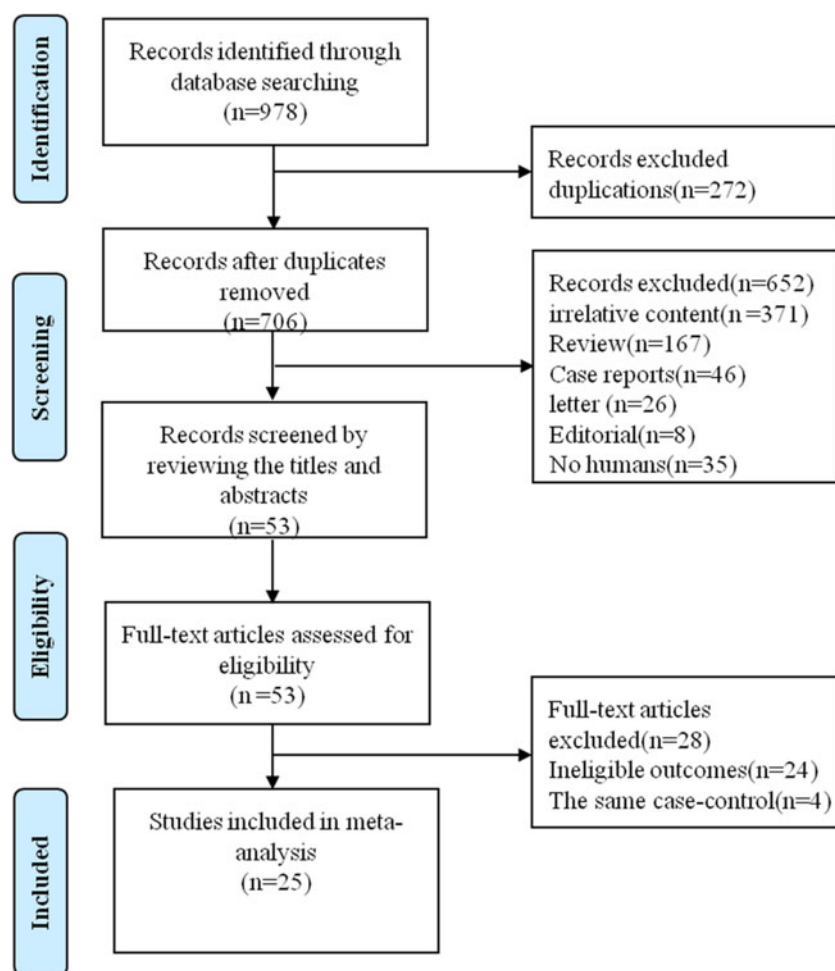 Identification
Records identified through
database searching
(n=978)
Records excluded
duplications(n=272)
Screening
Records after duplicates
removed
(n=706)
Records excluded(n=652)
irrelative content(n =371)
Review(n=167)
Case reports(n=46)
letter (n=26)
Editorial(n=8)
No humans(n=35)
Records screened by
reviewing the titles and
abstracts
(n=53)
Eligibility
Full-text articles assessed for
eligibility
(n =53)
Full-text articles
excluded(n=28)
Ineligible outcomes(n=24)
The same case-control(n=4)
Included
Studies included in meta-
analysis
(n=25)